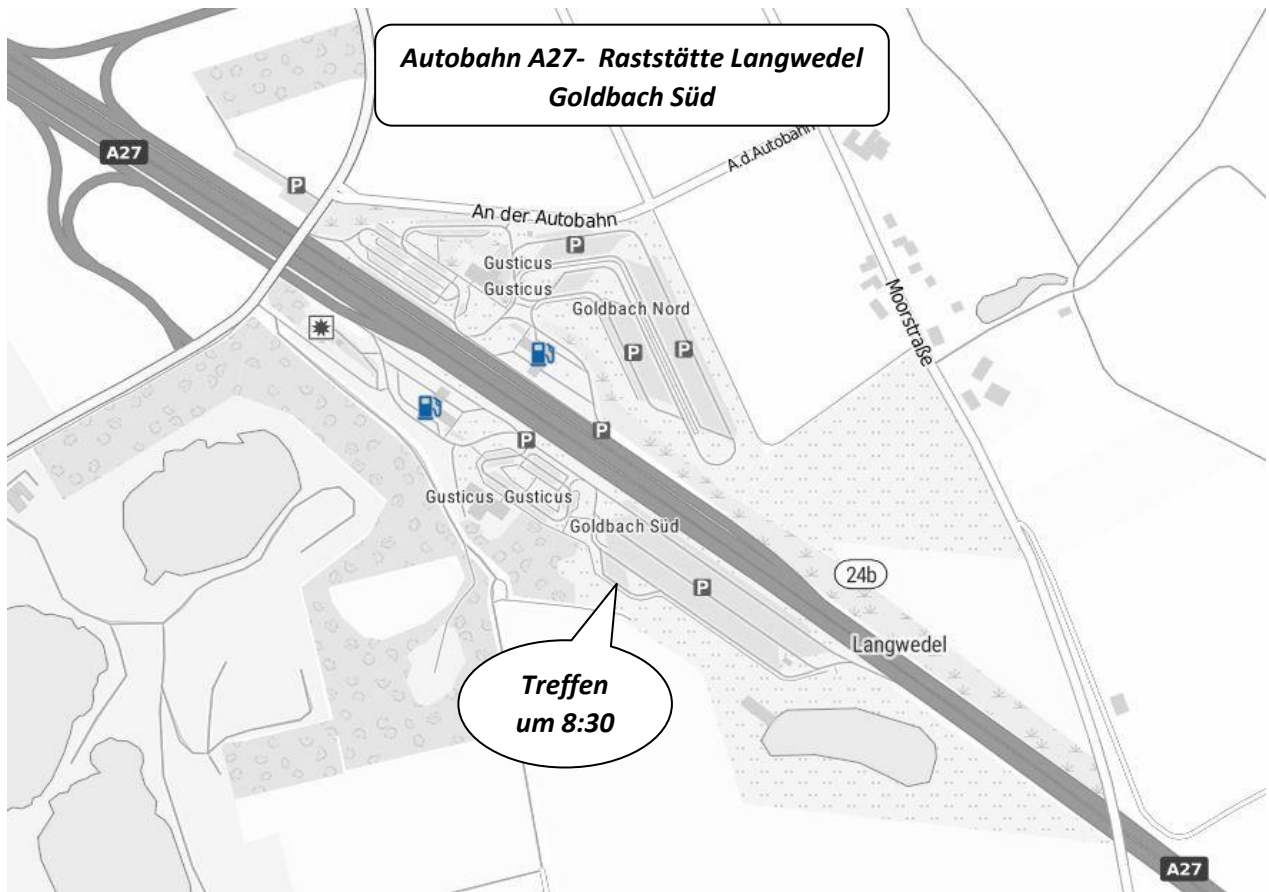 Autobahn A27- Raststätte Langwedel
Goldbach Süd
A27
A.d.Autobahn
P
An der Autobahn
P
Gusticus
Gusticus
Goldbach Nord
Moorstraße
P
P
P
P
Gusticus Gusticus
Goldbach Süd
24b
P
Langwedel
Treffen
um 8:30
A27